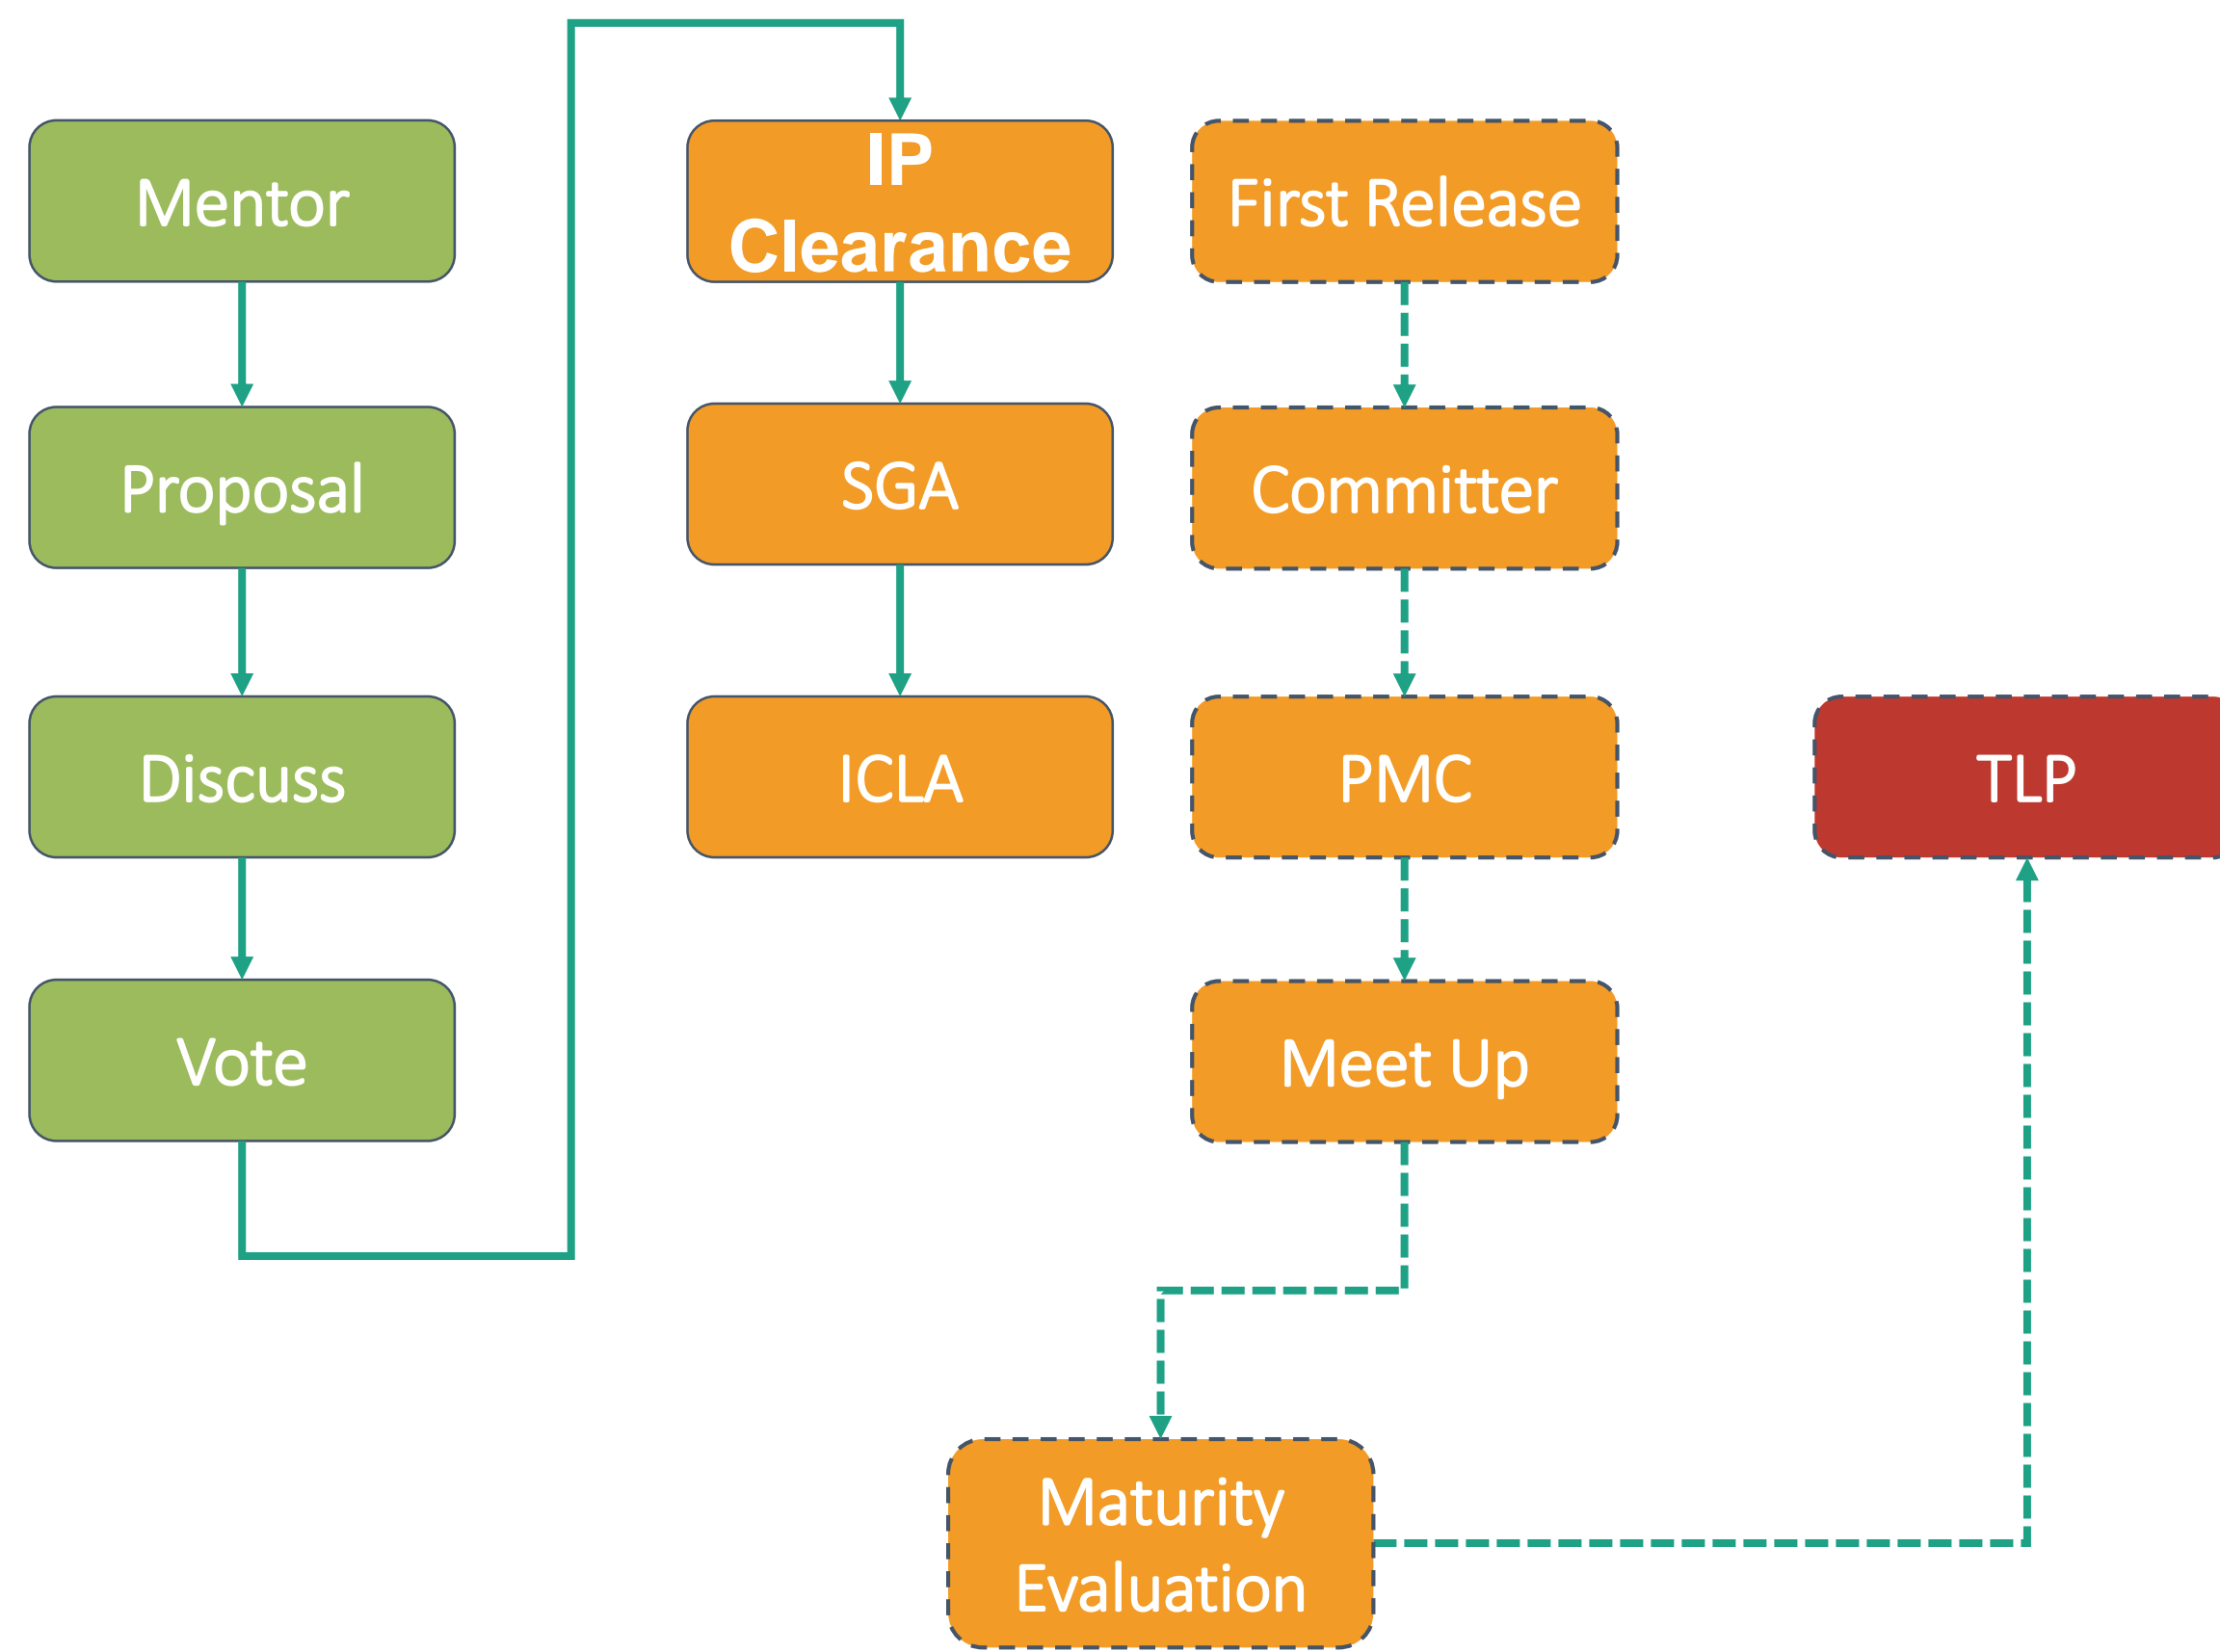 Mentor
Proposal
Discuss
Vote
IP
Clearance
SGA
ICLA
First Release
Committer
PMC
Meet Up
Maturity
Evaluation
TLP